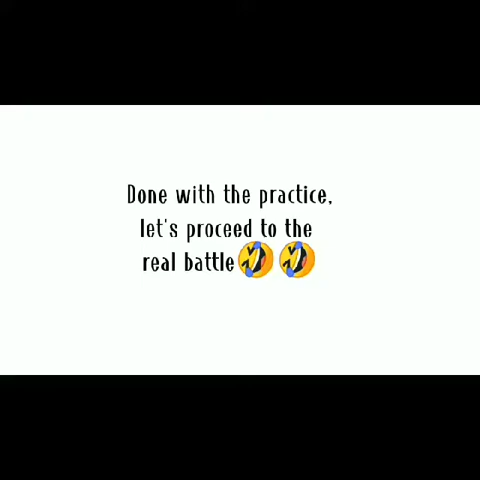 Done with the practice,
let's proceed to the
real battle🤣🤣